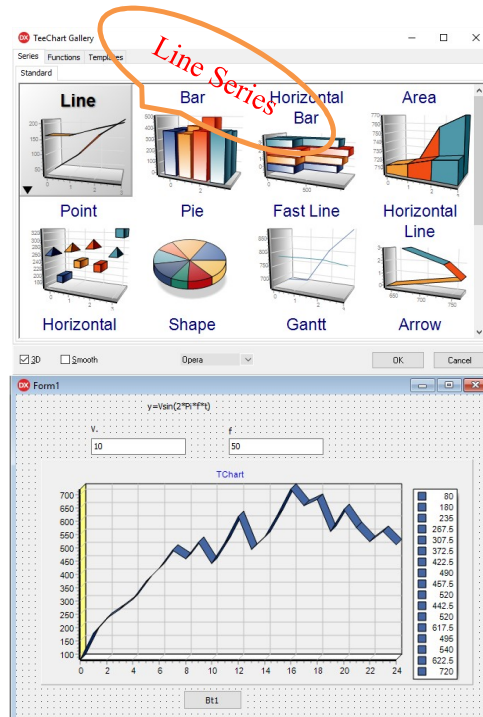 TeeChart Gallery
Series Functions Templates
Standard
Line Series
Line Bar Horizontal Bar Area
Point Pie Fast Line Horizontal Line
Horizontal Shape Gantt Arrow
3D Smooth Opera OK Cancel
Form1
y=Vsin(2*Pi*f*t)
V. f
10 50
TChart
700
650
600
550
500
450
400
350
300
250
200
150
100
0 2 4 6 8 10 12 14 16 18 20 22 24
80
180
235
267.5
307.5
372.5
422.5
490
457.5
520
442.5
520
617.5
495
540
622.5
720
Bt1